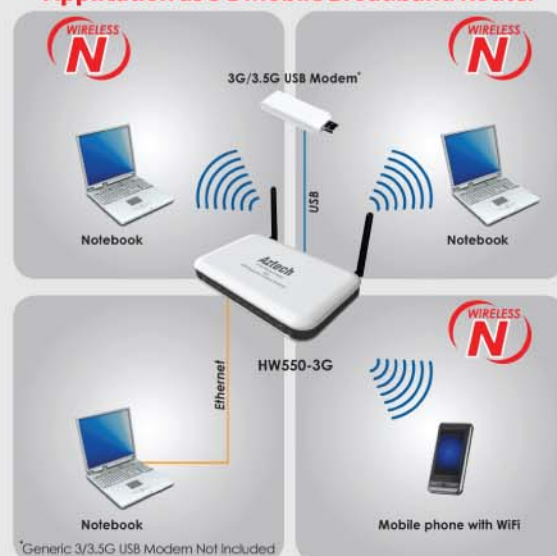 WIRELESS
N
WIRELESS
N
3G/3.5G USB Modem*
USB
Notebook
Notebook
Aztech
HW550-3G
WIRELESS
N
Ethernet
Notebook
Mobile phone with WiFi
*Generic 3/3.5G USB Modem Not Included